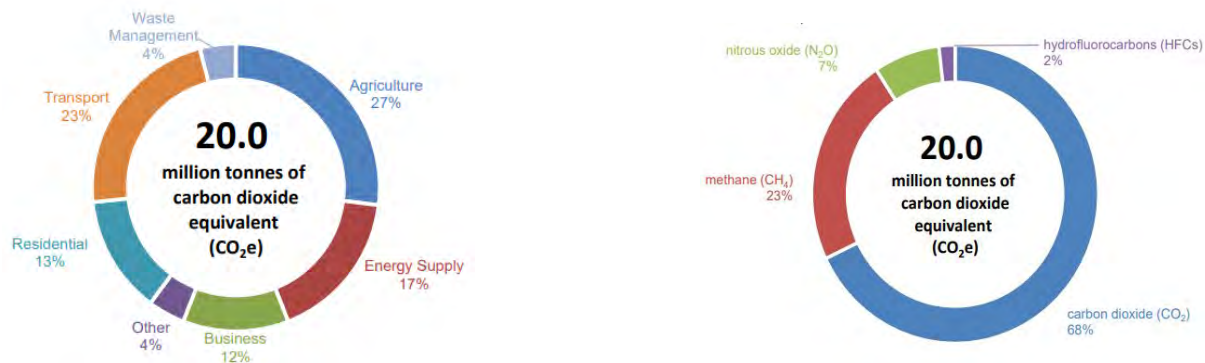 Waste
Management
4%
Agriculture
27%
Transport
23%
20.0
million tonnes of
carbon dioxide
equivalent
(CO₂e)
Residential
13%
Energy Supply
17%
Other
4%
Business
12%
nitrous oxide (N₂O)
7%
hydrofluorocarbons (HFCs)
2%
20.0
million tonnes of
carbon dioxide
equivalent
(CO₂e)
methane (CH₄)
23%
carbon dioxide (CO₂)
68%